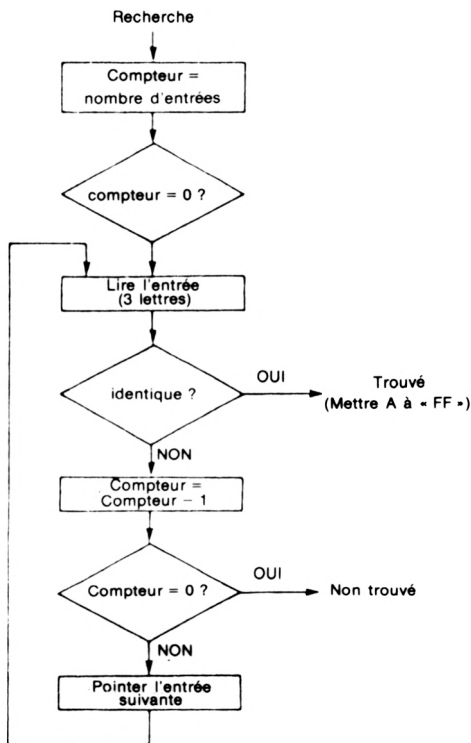 Recherche
Compteur =
nombre d'entrées
compteur = 0 ?
Lire l'entrée
(3 lettres)
identique ?
OUI
Trouvé
(Mettre A à « FF »)
NON
Compteur =
Compteur – 1
Compteur = 0 ?
OUI
Non trouvé
NON
Pointer l'entrée
suivante